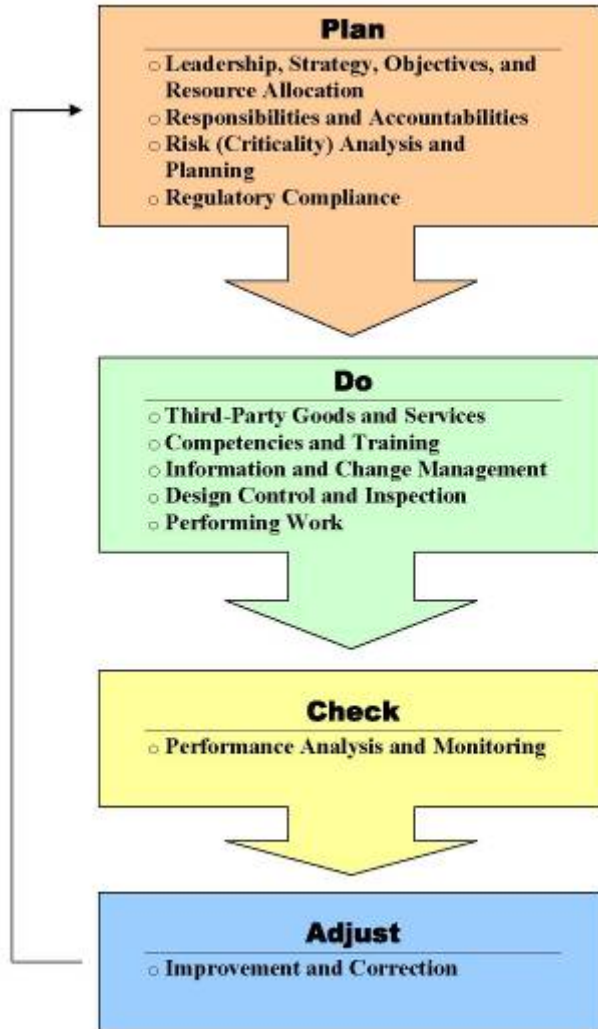 Plan
○ Leadership, Strategy, Objectives, and
Resource Allocation
○ Responsibilities and Accountabilities
○ Risk (Criticality) Analysis and
Planning
○ Regulatory Compliance
Do
○ Third-Party Goods and Services
○ Competencies and Training
○ Information and Change Management
○ Design Control and Inspection
○ Performing Work
Check
○ Performance Analysis and Monitoring
Adjust
○ Improvement and Correction